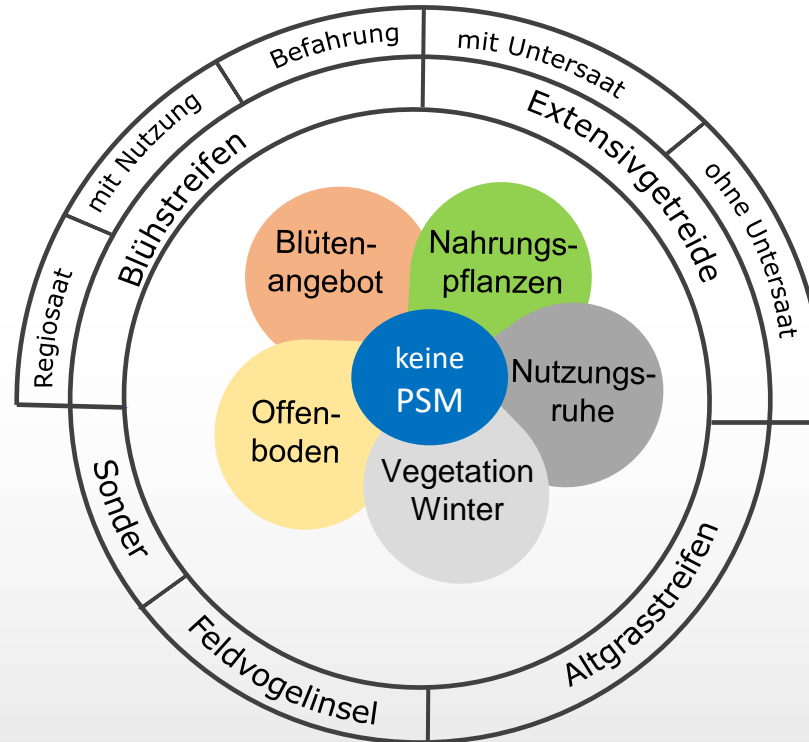 Regiosaat
mit Nutzung
Befahrung
mit Untersaat
ohne Untersaat
Blühstreifen
Extensivgetreide
Altgrasstreifen
Feldvogelinsel
Sonder
Blüten-
angebot
Nahrungs-
pflanzen
keine
PSM
Nutzungs-
ruhe
Offen-
boden
Vegetation
Winter